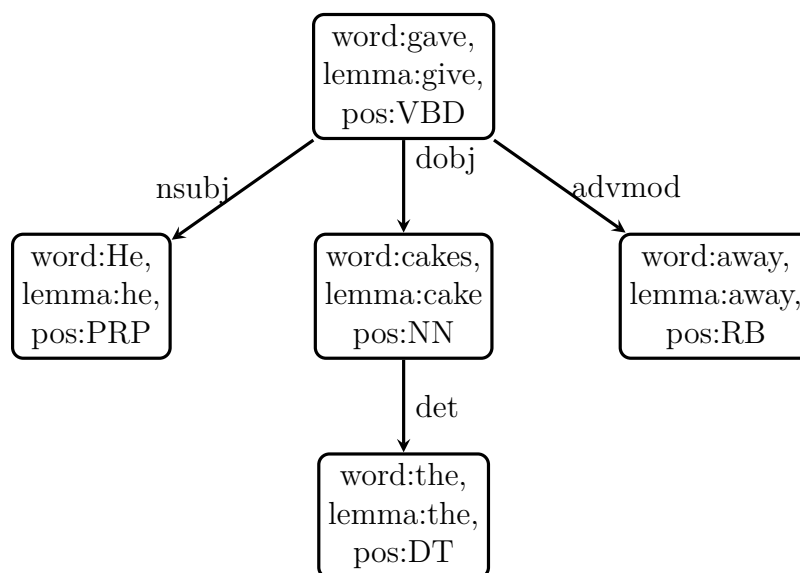 word:gave,
lemma:give,
pos:VBD
dobj
nsubj
advmod
word:He,
lemma:he,
pos:PRP
word:cakes,
lemma:cake
pos:NN
word:away,
lemma:away,
pos:RB
det
word:the,
lemma:the,
pos:DT